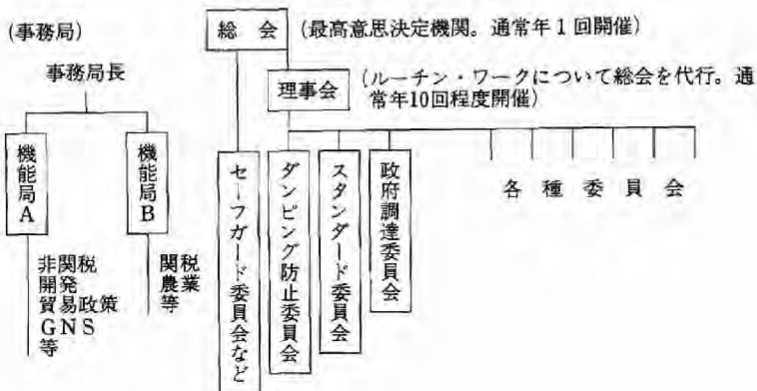 (事務局)
総会
(最高意思決定機関。通常年1回開催)
事務局長
理事会
(ルーチン・ワークについて総会を代行。通
常年10回程度開催)
機能局A
機能局B
セーフガード委員会など
ダンピング防止委員会
スタンダード委員会
政府調達委員会
各種委員会
非関税
開発
貿易政策
GNS
等
関税
農業
等